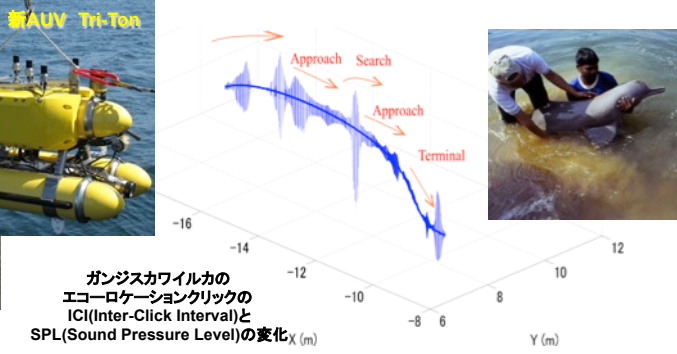 新AUV Tri-Ton
Approach
Search
Approach
Terminal
-16
-14
-12
-10
-8
6
8
10
12
X (m)
Y (m)
ガンジスカワイルカの
エコーロケーションクリックの
ICI(Inter-Click Interval)と
SPL(Sound Pressure Level)の変化